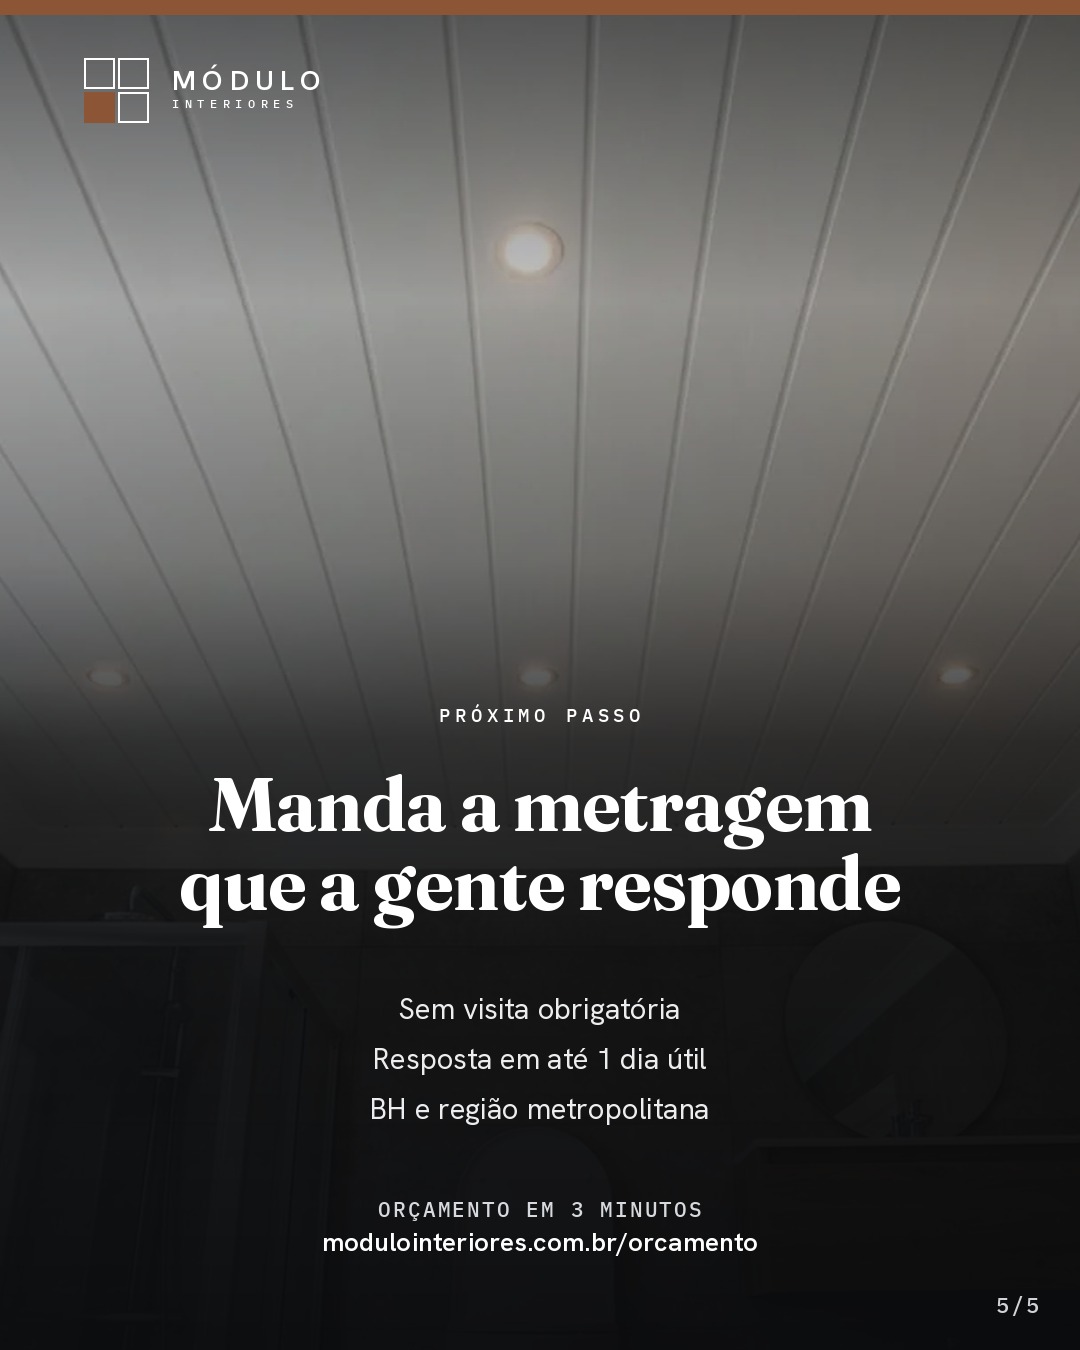 MÓDULO
INTERIORES
PRÓXIMO PASSO
Manda a metragem
que a gente responde
Sem visita obrigatória
Resposta em até 1 dia útil
BH e região metropolitana
ORÇAMENTO EM 3 MINUTOS
modulointeriores.com.br/orcamento
5/5